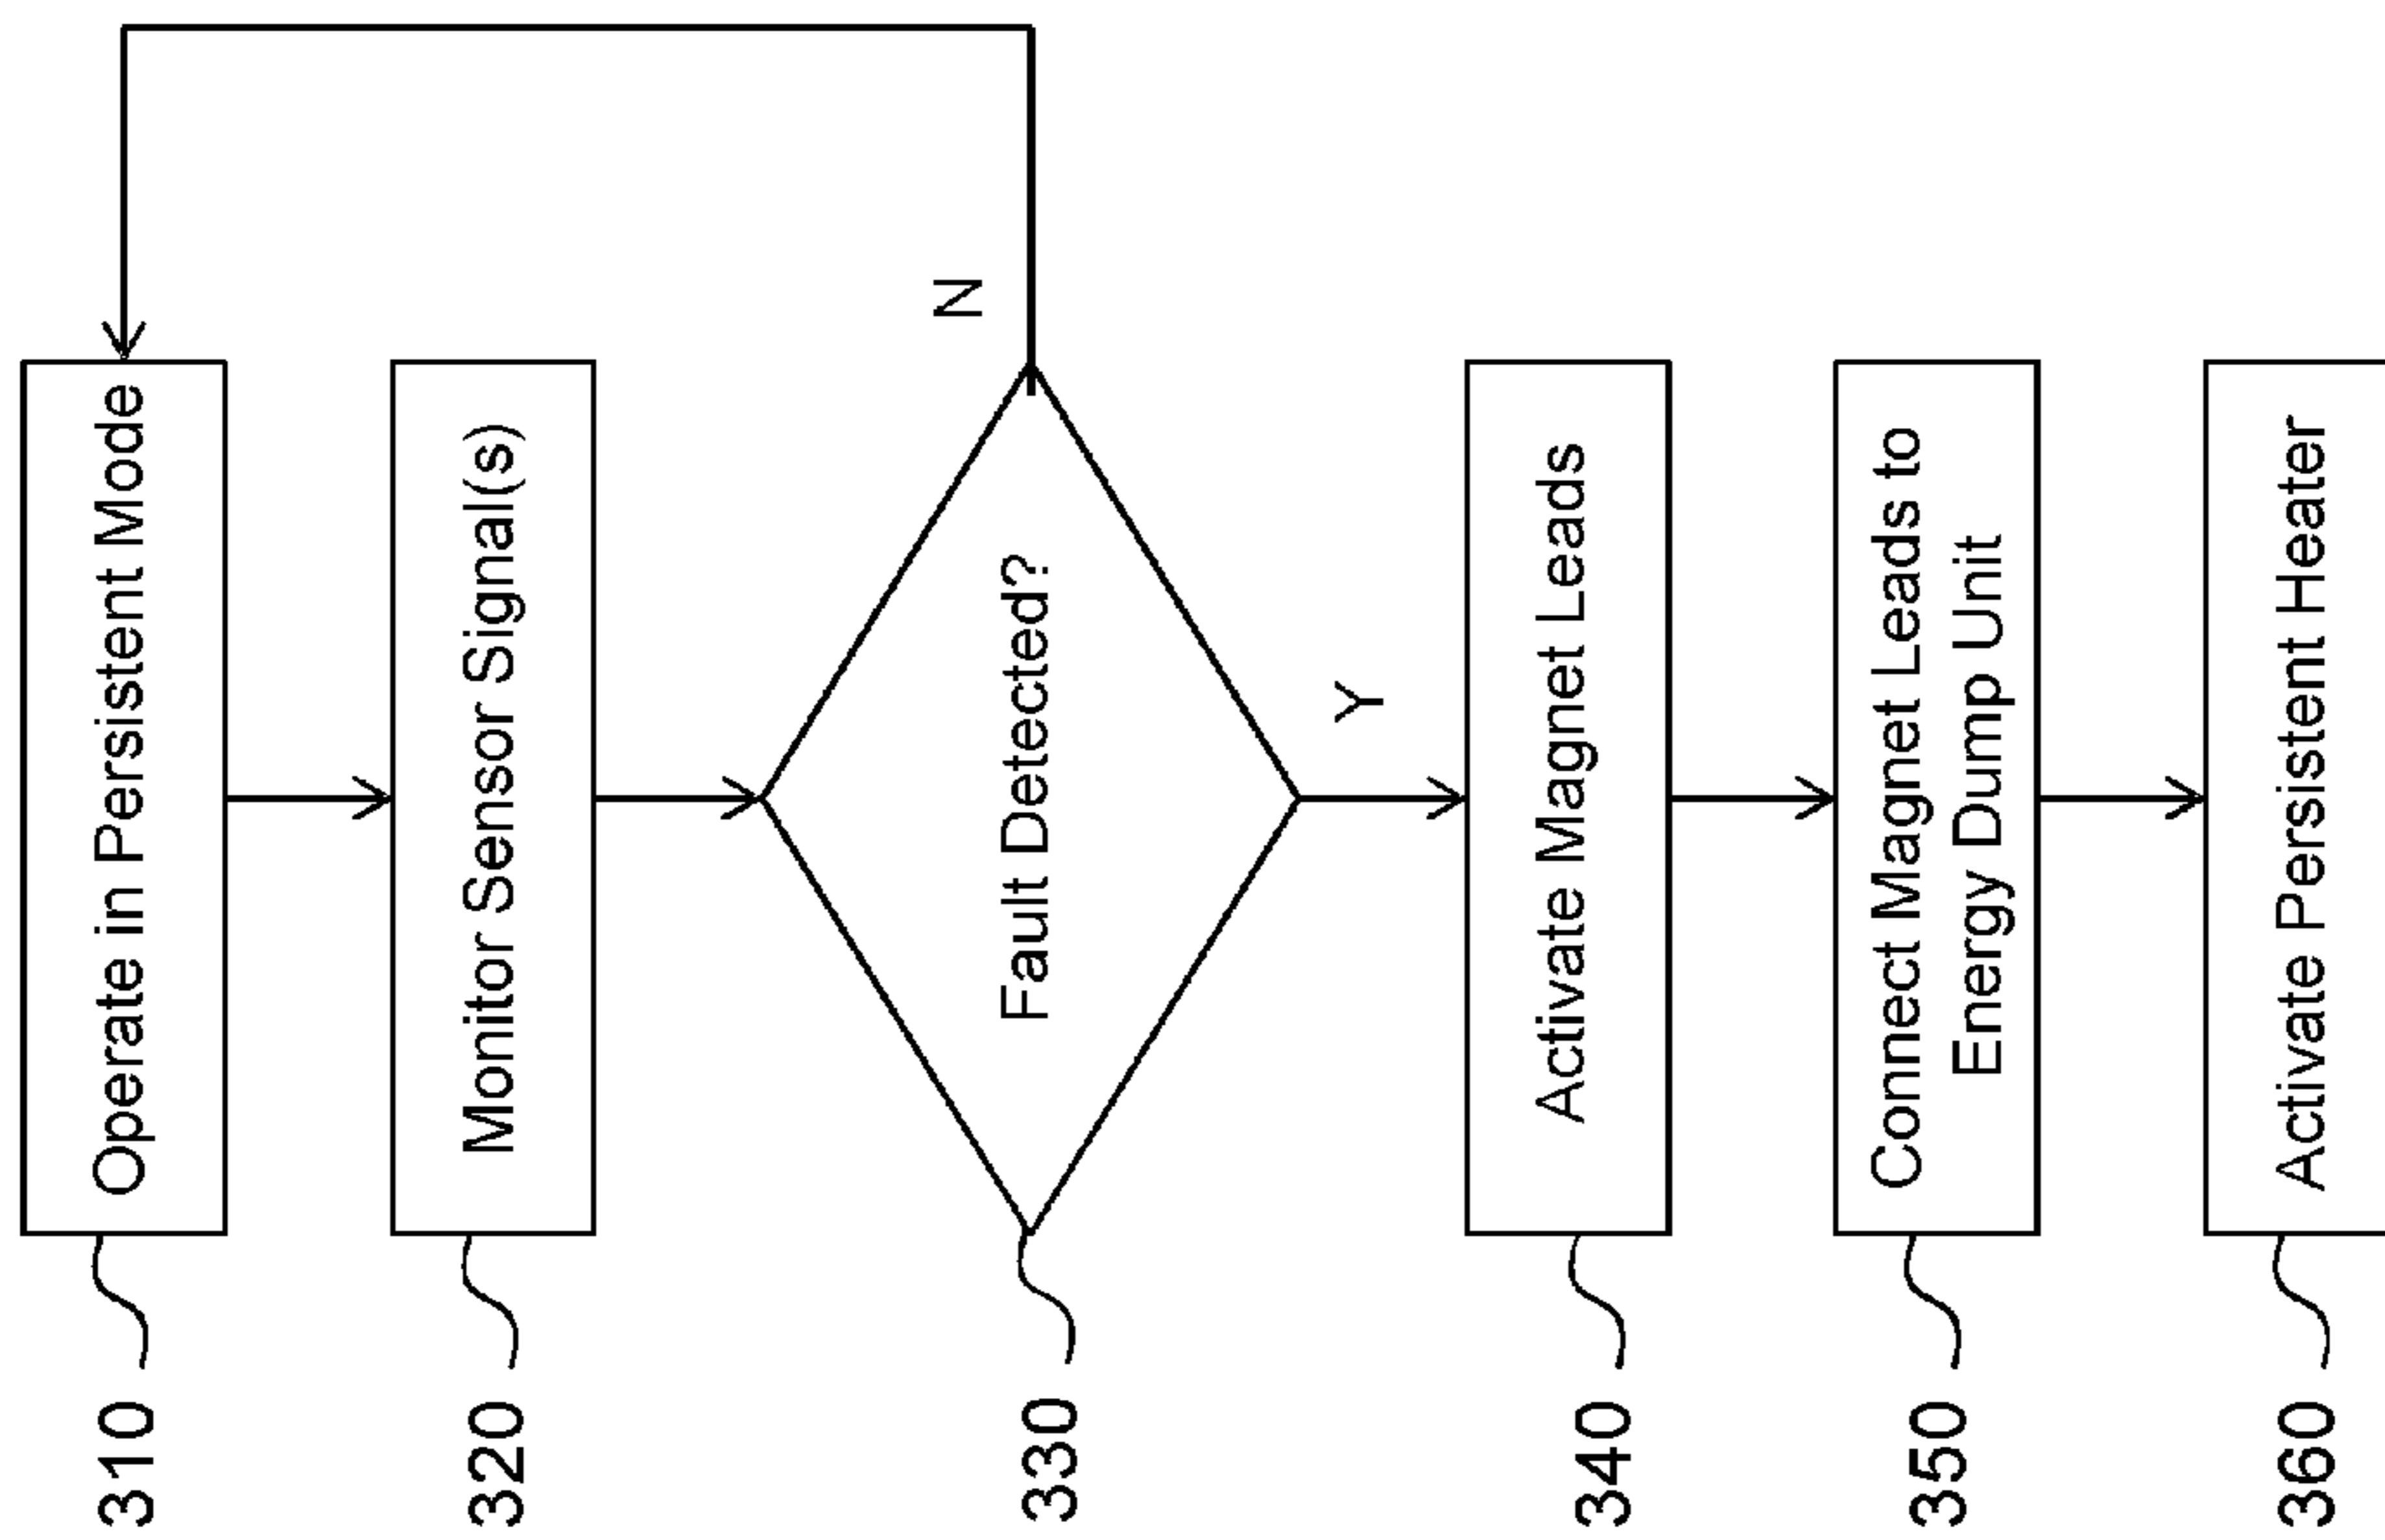 310
Operate in Persistent Mode
320
Monitor Sensor Signal(s)
330
Fault Detected?
N
Y
340
Activate Magnet Leads
350
Connect Magnet Leads to
Energy Dump Unit
360
Activate Persistent Heater